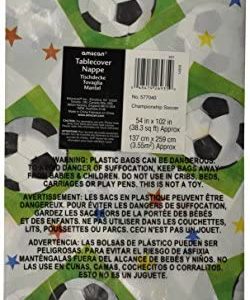 amscan
Tablecover
Nappe
Tischdecke
Tovaglia
Mantel
No. 577040
Championship Soccer
54 in x 102 in
(38.3 sq ft) Approx
137 cm x 259 cm
(3.55m²) Approx
WARNING: PLASTIC BAGS CAN BE DANGEROUS.
TO AVOID DANGER OF SUFFOCATION, KEEP BAGS AWAY
FROM BABIES & CHILDREN. DO NOT USE IN CRIBS, BEDS,
CARRIAGES OR PLAY PENS. THIS IS NOT A TOY.
AVERTISSEMENT: LES SACS EN PLASTIQUE PEUVENT ÊTRE
DANGEREUX. POUR ÉVITER LES DANGERS DE SUFFOCATION,
GARDEZ LES SACS HORS DE LA PORTÉE DES BÉBÉS
ET DES ENFANTS. NE PAS UTILISER DANS LES COUCHETTES,
LITS, POUSSETTES OU PARCS. CECI N'EST PAS UN JOUET.
ADVERTENCIA: LAS BOLSAS DE PLASTICO PUEDEN SER
PELIGROSAS. PARA EVITAR EL RIESGO DE ASFIXIA
MANTÉNGALAS FUERA DEL ALCANCE DE BEBÉS Y NIÑOS.
NO LAS USE EN CUNAS, CAMAS, COCHECITOS O CORRALITOS.
ESTO NO ES UN JUGUETE.